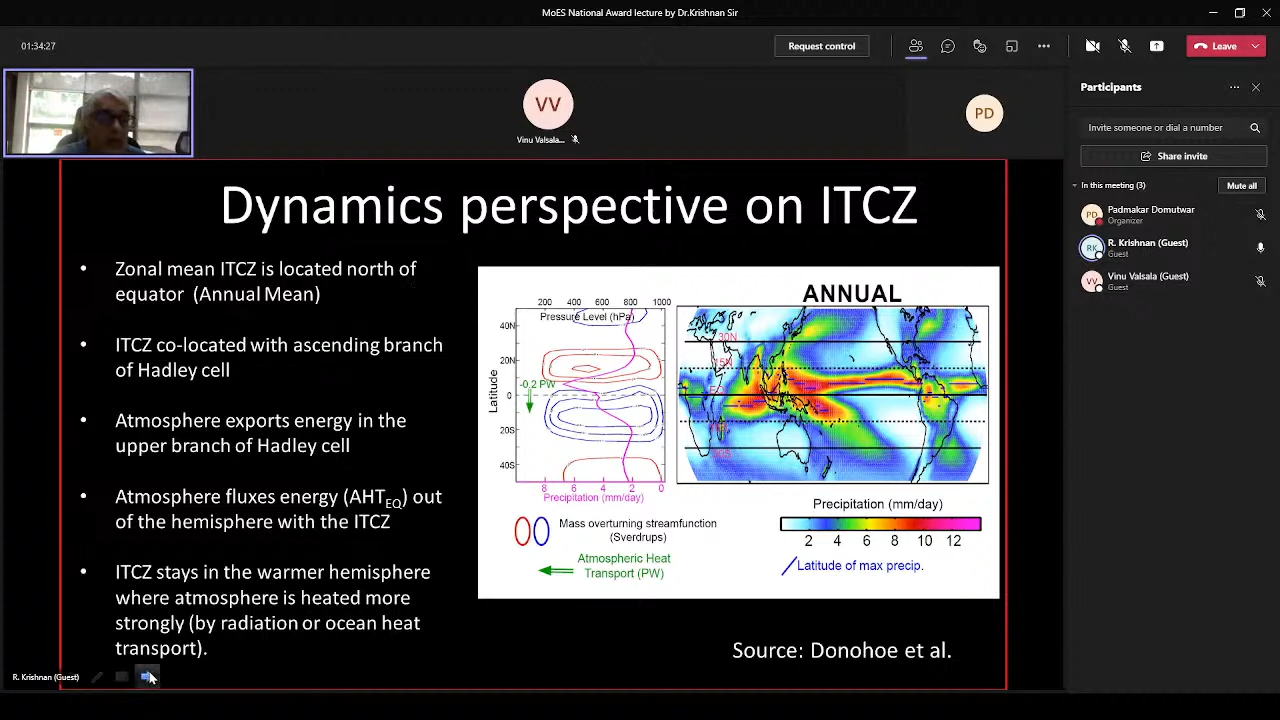 MoES National Award lecture by Dr.Krishnan Sir
01:34:27
Request control
Leave
VV
Vinu Valsala...
PD
Participants
Invite someone or dial a number
Share invite
In this meeting (3)
Mute all
PD
Padmakar Domutwar
Organizer
RK
R. Krishnan (Guest)
Guest
VV
Vinu Valsala (Guest)
Guest
Dynamics perspective on ITCZ
• Zonal mean ITCZ is located north of
equator (Annual Mean)
• ITCZ co-located with ascending branch
of Hadley cell
• Atmosphere exports energy in the
upper branch of Hadley cell
• Atmosphere fluxes energy (AHTEQ) out
of the hemisphere with the ITCZ
• ITCZ stays in the warmer hemisphere
where atmosphere is heated more
strongly (by radiation or ocean heat
transport).
200 400 600 800 1000
Pressure Level (hPa)
Latitude
40N
20N
0
20S
40S
-0.2 PW
8 6 4 2 0
Precipitation (mm/day)
Mass overturning streamfunction
(Sverdrups)
Atmospheric Heat
Transport (PW)
ANNUAL
30N
15N
Precipitation (mm/day)
2 4 6 8 10 12
Latitude of max precip.
Source: Donohoe et al.
R. Krishnan (Guest)